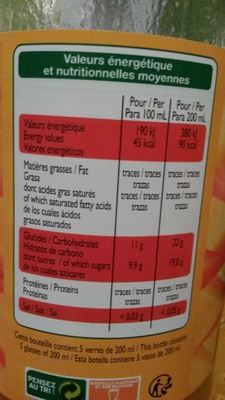 Valeurs énergétique
et nutritionnelles moyennes
Pour / Per
Para 100 mL
Pour / Per
Para 200 mL
Valeurs énergétique
Energy values
Valores energéticos
190 kJ
45 kcal
380 kJ
90 kcal
Matières grasses / Fat
Grasa
traces / traces
trazas
traces / traces
trazas
dont acides gras saturés
of which saturated fatty acids
de los cuales ácidos
grasos saturados
traces / traces
trazas
traces / traces
trazas
Glucides / Carbohydrates
Hidratos de carbono
11 g
22 g
dont sucres / of which sugars
de los cuales azúcares
9.9 g
19.8 g
Protéines / Proteins
Proteínas
traces / traces
trazas
traces / traces
trazas
Sel / Salt / Sal
< 0.03 g
< 0.05 g
Cette bouteille contient 5 verres de 200 ml / This bottle contains
5 glasses of 200 ml / Esta botella contiene 5 vasos de 200 ml.
PENSEZ
AU TRI !
BOUTEILLE PLASTIQUE